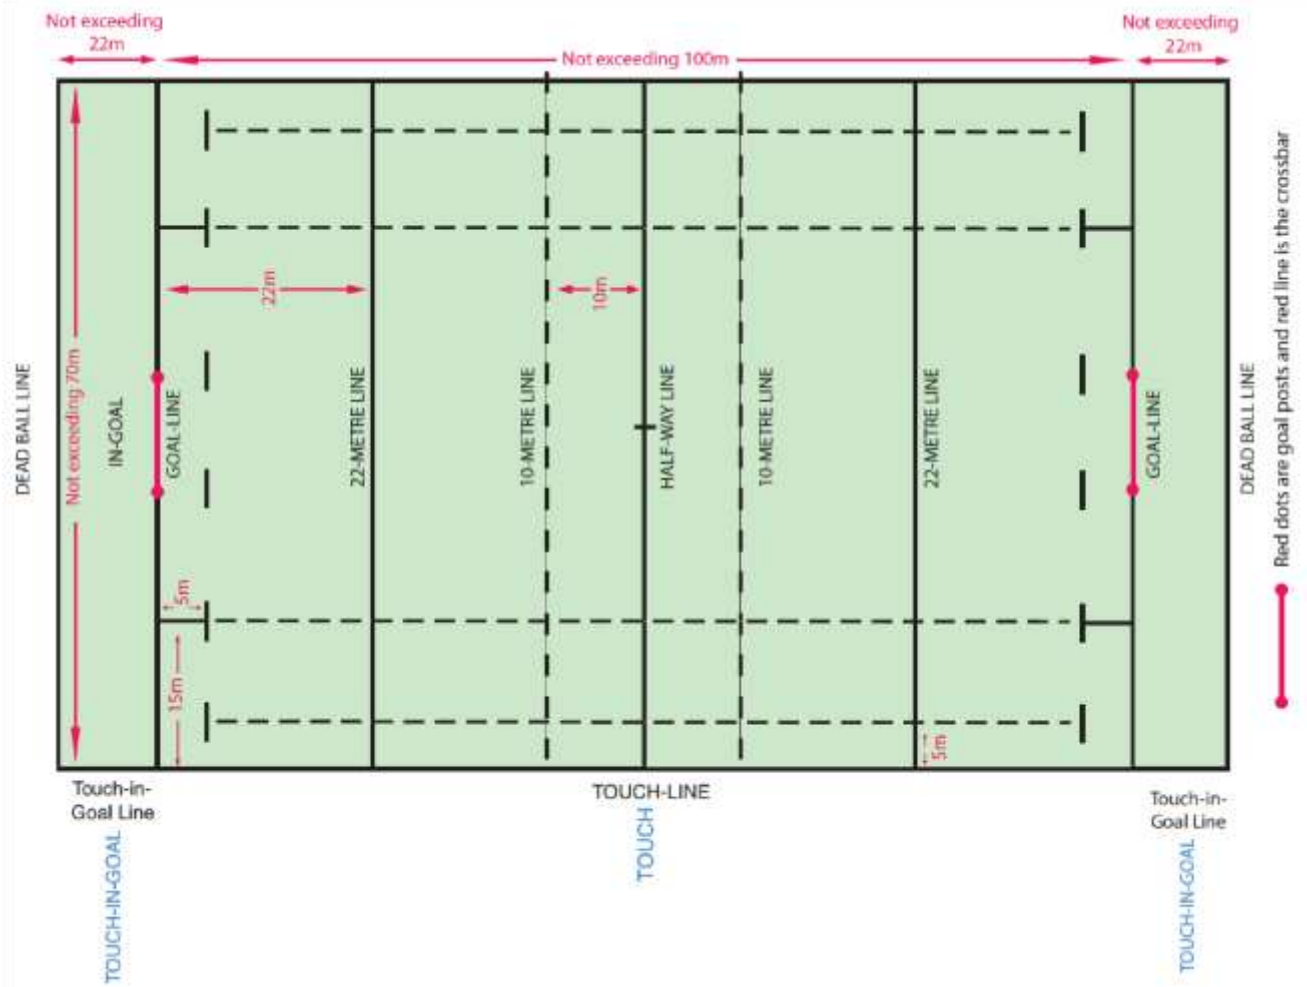 Not exceeding
22m
Not exceeding 100m
Not exceeding
22m
DEAD BALL LINE
Not exceeding 70m
IN-GOAL
GOAL-LINE
22m
22-METRE LINE
10-METRE LINE
10m
HALF-WAY LINE
10-METRE LINE
22-METRE LINE
GOAL-LINE
DEAD BALL LINE
Red dots are goal posts and red line is the crossbar
5m
15m
5m
Touch-in-
Goal Line
TOUCH-IN-GOAL
TOUCH-LINE
TOUCH
Touch-in-
Goal Line
TOUCH-IN-GOAL